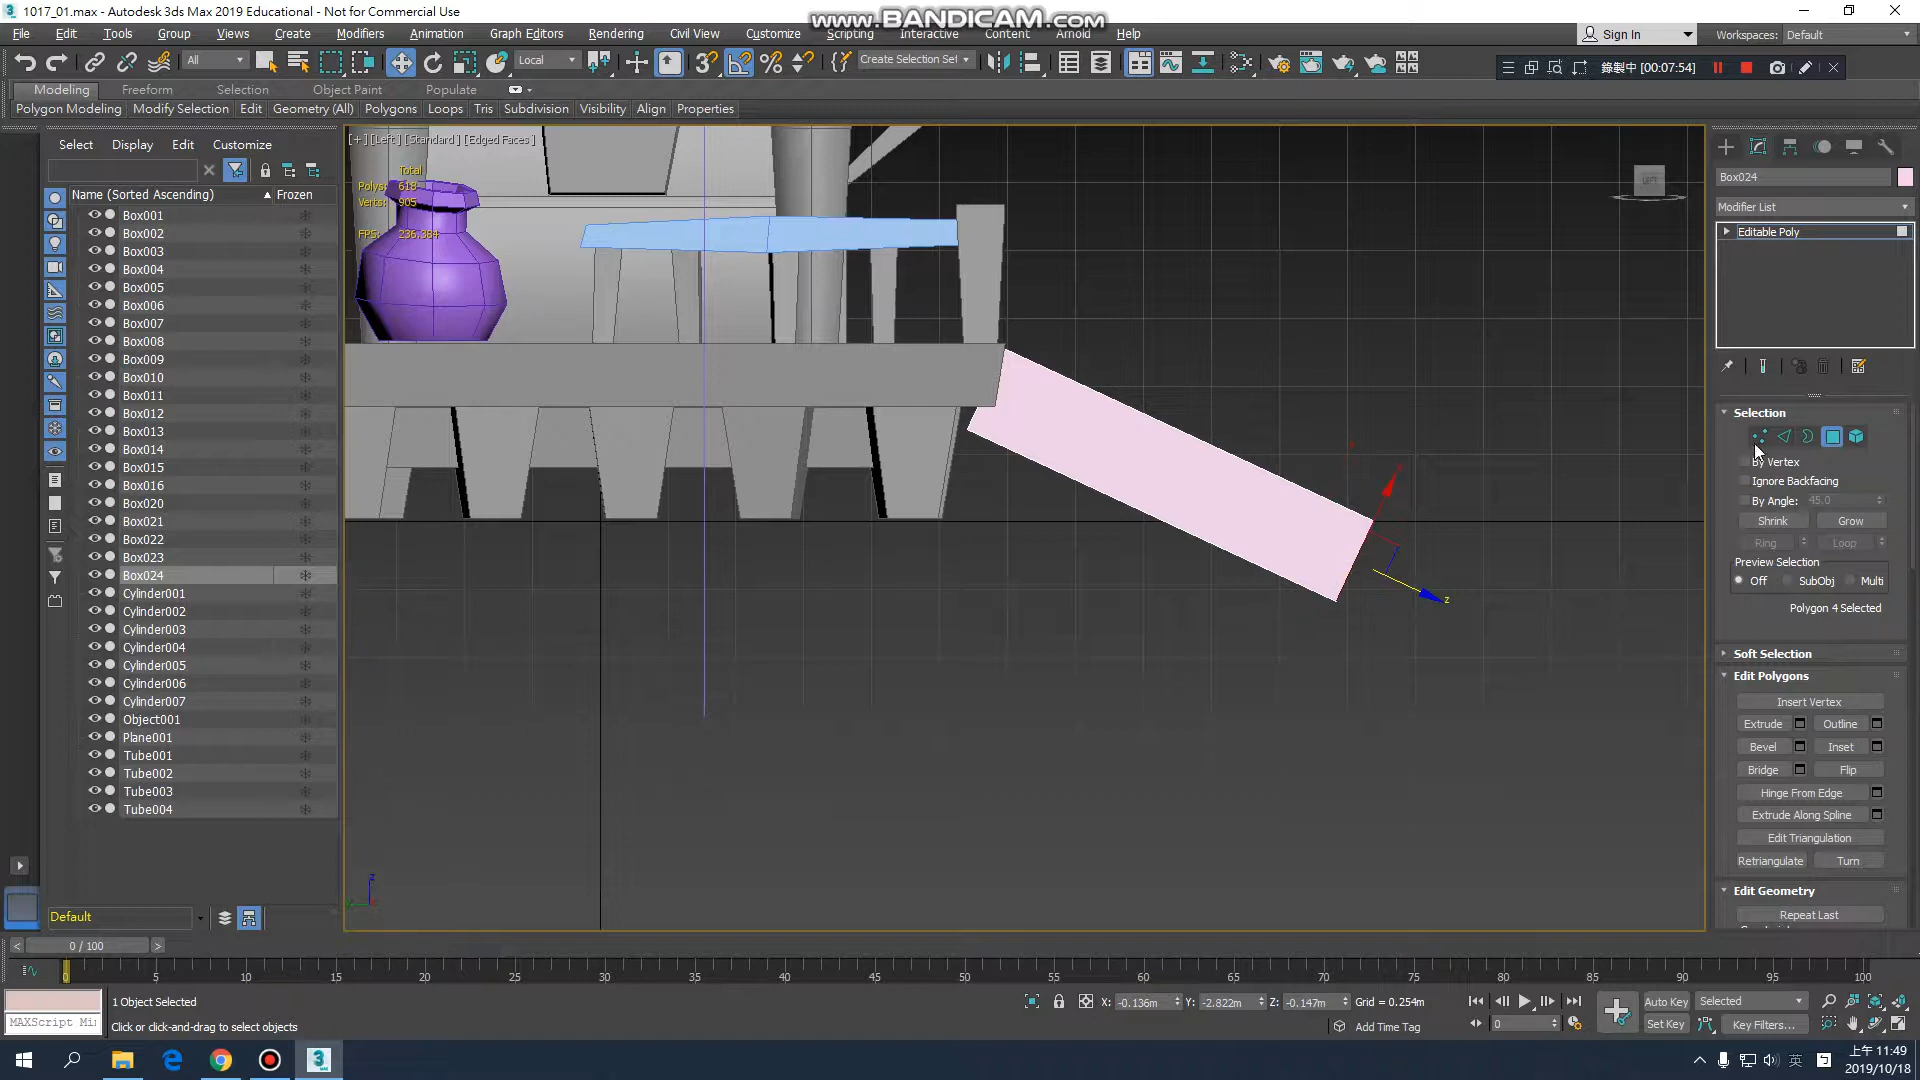 1017_01.max - Autodesk 3ds Max 2019 Educational - Not for Commercial Use
www.BANDICAM.com
File Edit Tools Group Views Create Modifiers Animation Graph Editors Rendering Civil View Customize Scripting Interactive Content Arnold Help
Sign In Workspaces: Default
All Local Create Selection Set
錄製中 [00:07:54]
Modeling Freeform Selection Object Paint Populate
Polygon Modeling Modify Selection Edit Geometry (All) Polygons Loops Tris Subdivision Visibility Align Properties
Select Display Edit Customize
Name (Sorted Ascending) Frozen
Box001
Box002
Box003
Box004
Box005
Box006
Box007
Box008
Box009
Box010
Box011
Box012
Box013
Box014
Box015
Box016
Box020
Box021
Box022
Box023
Box024
Cylinder001
Cylinder002
Cylinder003
Cylinder004
Cylinder005
Cylinder006
Cylinder007
Object001
Plane001
Tube001
Tube002
Tube003
Tube004
Default
[+] [Left] [Standard] [Edged Faces]
Total
Polys: 618
Verts: 905
FPS: 236.384
LEFT
z
z
Box024
Modifier List
Editable Poly
Selection
By Vertex
Ignore Backfacing
By Angle: 45.0
Shrink Grow
Ring Loop
Preview Selection
Off SubObj Multi
Polygon 4 Selected
Soft Selection
Edit Polygons
Insert Vertex
Extrude Outline
Bevel Inset
Bridge Flip
Hinge From Edge
Extrude Along Spline
Edit Triangulation
Retriangulate Turn
Edit Geometry
Repeat Last
< 0 / 100 >
0 5 10 15 20 25 30 35 40 45 50 55 60 65 70 75 80 85 90 95 100
1 Object Selected
X: -0.136m Y: -2.822m Z: -0.147m Grid = 0.254m
Auto Key Selected
MAXScript Mi
Click or click-and-drag to select objects
Add Time Tag
0
Set Key Key Filters...
英
上午 11:49
2019/10/18